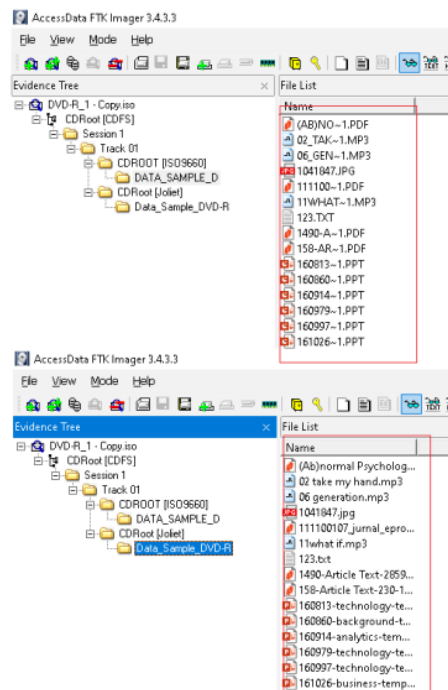 AccessData FTK Imager 3.4.3.3
File View Mode Help
Evidence Tree
File List
DVD-R_1 - Copy.iso
CDRoot [CDFS]
Session 1
Track 01
CDROOT [ISO9660]
DATA_SAMPLE_D
CDRoot [Joliet]
Data_Sample_DVD-R
Name
(AB)NO~1.PDF
02_TAK~1.MP3
06_GEN~1.MP3
1041847.JPG
111100~1.PDF
11WHAT~1.MP3
123.TXT
1490-A~1.PDF
158-AR~1.PDF
160813~1.PPT
160860~1.PPT
160914~1.PPT
160979~1.PPT
160997~1.PPT
161026~1.PPT
AccessData FTK Imager 3.4.3.3
File View Mode Help
Evidence Tree
File List
DVD-R_1 - Copy.iso
CDRoot [CDFS]
Session 1
Track 01
CDROOT [ISO9660]
DATA_SAMPLE_D
CDRoot [Joliet]
Data_Sample_DVD-R
Name
(Ab)normal Psycholog...
02 take my hand.mp3
06 generation.mp3
1041847.jpg
111100107_jurnal_epro...
11what if.mp3
123.txt
1490-Article Text-2859...
158-Article Text-230-1...
160813-technology-te...
160860-background-t...
160914-analytics-tem...
160979-technology-te...
160997-technology-te...
161026-business-temp...